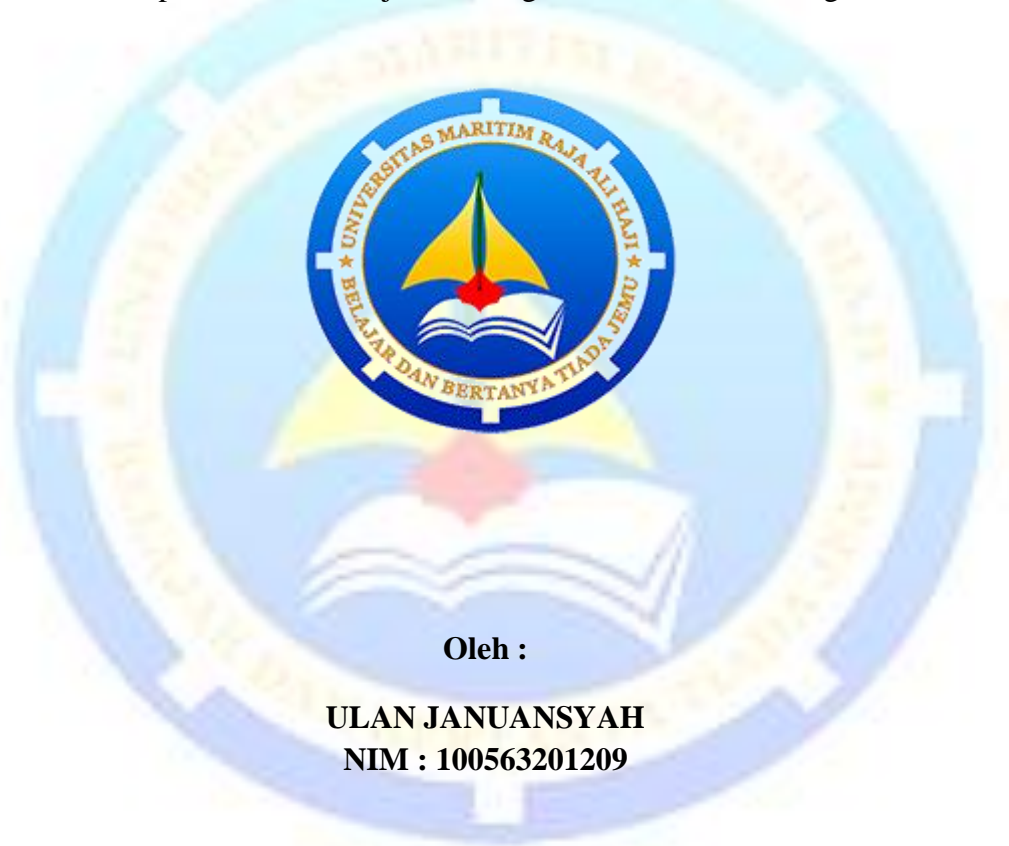 UNIVERSITAS MARITIM RAJA ALI HAJI
BELAJAR DAN BERTANYA TIADA JEMU
Oleh :
ULAN JANUANSYAH
NIM : 100563201209